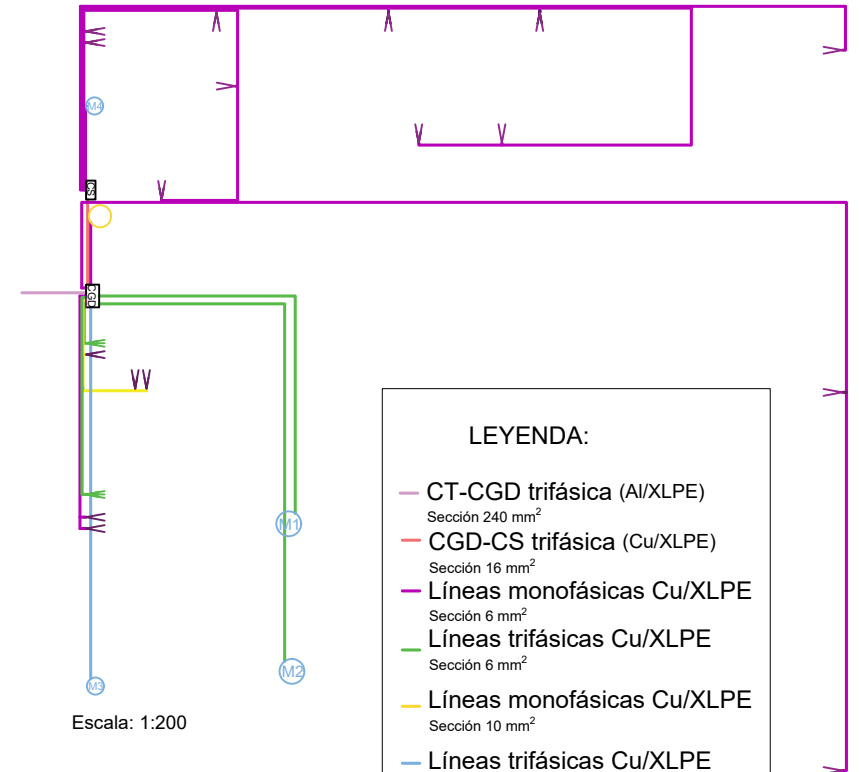 M4
CS
CGD
LEYENDA:
CT-CGD trifásica (Al/XLPE)
Sección 240 mm²
CGD-CS trifásica (Cu/XLPE)
Sección 16 mm²
M1
Líneas monofásicas Cu/XLPE
Sección 6 mm²
Líneas trifásicas Cu/XLPE
Sección 6 mm²
M2
M3
Líneas monofásicas Cu/XLPE
Sección 10 mm²
Escala: 1:200
Líneas trifásicas Cu/XLPE